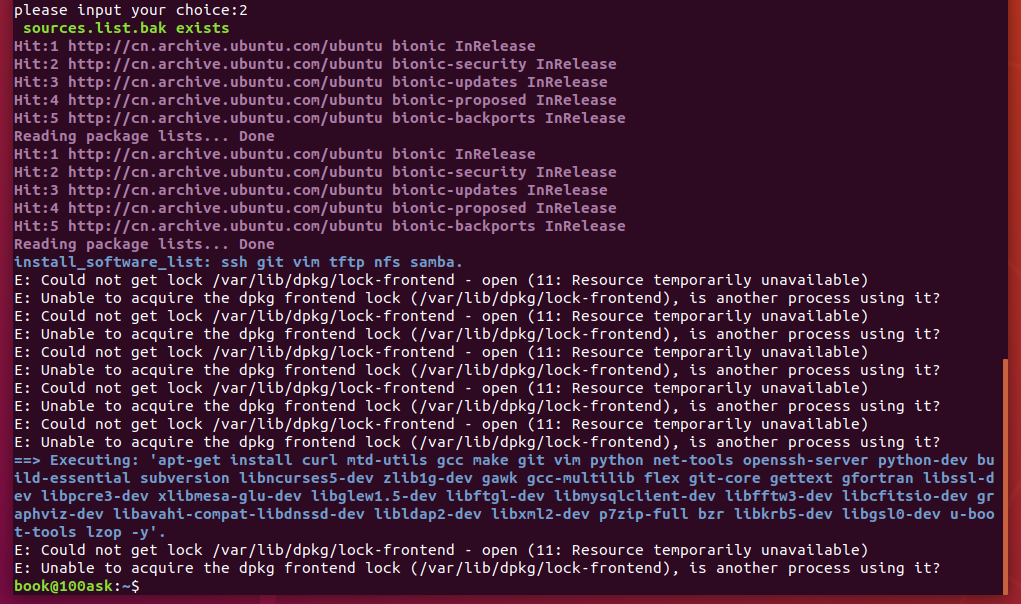 please input your choice:2
 sources.list.bak exists
Hit:1 http://cn.archive.ubuntu.com/ubuntu bionic InRelease
Hit:2 http://cn.archive.ubuntu.com/ubuntu bionic-security InRelease
Hit:3 http://cn.archive.ubuntu.com/ubuntu bionic-updates InRelease
Hit:4 http://cn.archive.ubuntu.com/ubuntu bionic-proposed InRelease
Hit:5 http://cn.archive.ubuntu.com/ubuntu bionic-backports InRelease
Reading package lists... Done
Hit:1 http://cn.archive.ubuntu.com/ubuntu bionic InRelease
Hit:2 http://cn.archive.ubuntu.com/ubuntu bionic-security InRelease
Hit:3 http://cn.archive.ubuntu.com/ubuntu bionic-updates InRelease
Hit:4 http://cn.archive.ubuntu.com/ubuntu bionic-proposed InRelease
Hit:5 http://cn.archive.ubuntu.com/ubuntu bionic-backports InRelease
Reading package lists... Done
install_software_list: ssh git vim tftp nfs samba.
E: Could not get lock /var/lib/dpkg/lock-frontend - open (11: Resource temporarily unavailable)
E: Unable to acquire the dpkg frontend lock (/var/lib/dpkg/lock-frontend), is another process using it?
E: Could not get lock /var/lib/dpkg/lock-frontend - open (11: Resource temporarily unavailable)
E: Unable to acquire the dpkg frontend lock (/var/lib/dpkg/lock-frontend), is another process using it?
E: Could not get lock /var/lib/dpkg/lock-frontend - open (11: Resource temporarily unavailable)
E: Unable to acquire the dpkg frontend lock (/var/lib/dpkg/lock-frontend), is another process using it?
E: Could not get lock /var/lib/dpkg/lock-frontend - open (11: Resource temporarily unavailable)
E: Unable to acquire the dpkg frontend lock (/var/lib/dpkg/lock-frontend), is another process using it?
E: Could not get lock /var/lib/dpkg/lock-frontend - open (11: Resource temporarily unavailable)
E: Unable to acquire the dpkg frontend lock (/var/lib/dpkg/lock-frontend), is another process using it?
==> Executing: 'apt-get install curl mtd-utils gcc make git vim python net-tools openssh-server python-dev bu
ild-essential subversion libncurses5-dev zlib1g-dev gawk gcc-multilib flex git-core gettext gfortran libssl-d
ev libpcre3-dev xlibmesa-glu-dev libglew1.5-dev libftgl-dev libmysqlclient-dev libfftw3-dev libcfitsio-dev gr
aphviz-dev libavahi-compat-libdnssd-dev libldap2-dev libxml2-dev p7zip-full bzr libkrb5-dev libgsl0-dev u-boo
t-tools lzop -y'.
E: Could not get lock /var/lib/dpkg/lock-frontend - open (11: Resource temporarily unavailable)
E: Unable to acquire the dpkg frontend lock (/var/lib/dpkg/lock-frontend), is another process using it?
book@100ask:~$